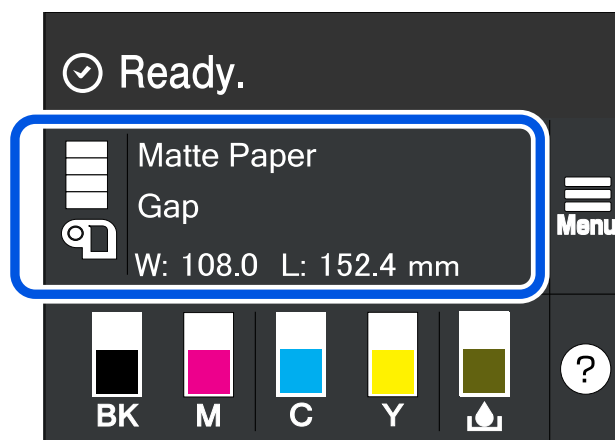 Ready.
Matte Paper
Gap
W: 108.0 L: 152.4 mm
Menu
?
BK M C Y